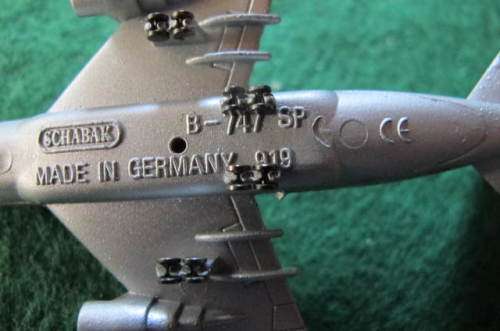 SCHABAK
B-747 SP
CE
MADE IN GERMANY 919